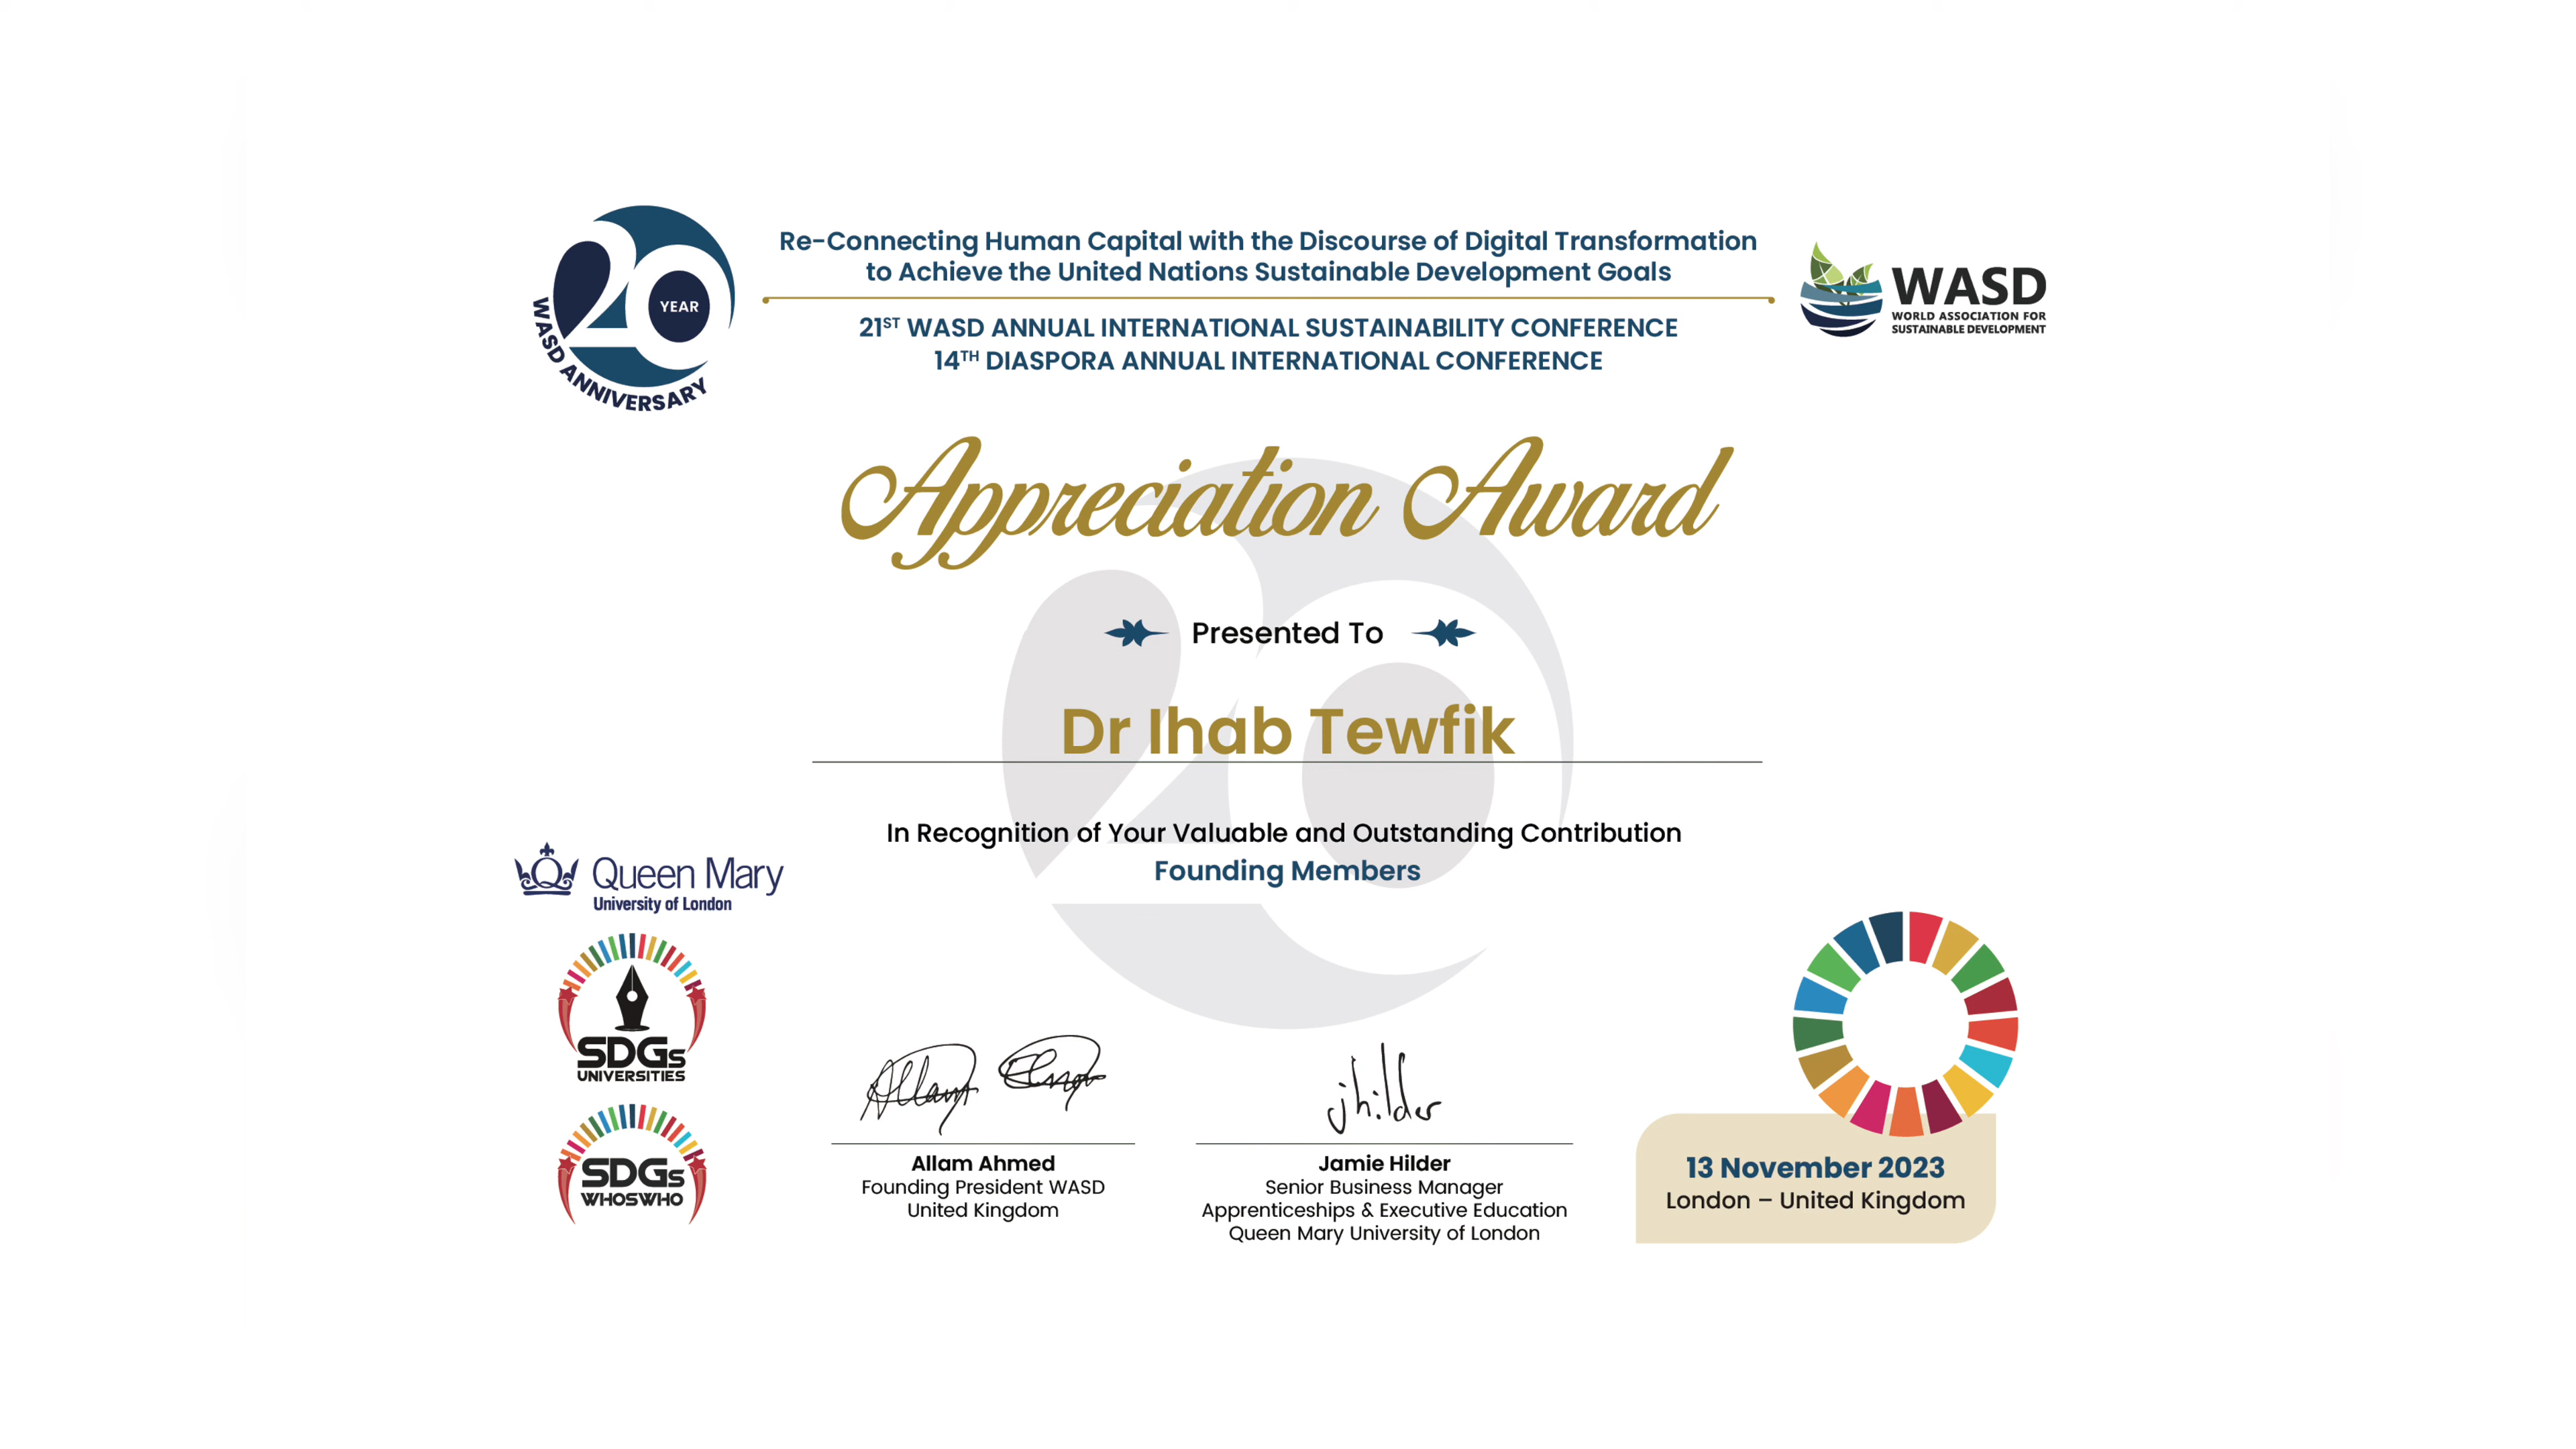 20
YEAR
WASD ANNIVERSARY
Re-Connecting Human Capital with the Discourse of Digital Transformation
to Achieve the United Nations Sustainable Development Goals
21ST WASD ANNUAL INTERNATIONAL SUSTAINABILITY CONFERENCE
14TH DIASPORA ANNUAL INTERNATIONAL CONFERENCE
WASD
WORLD ASSOCIATION FOR
SUSTAINABLE DEVELOPMENT
Appreciation Award
Presented To
Dr Ihab Tewfik
In Recognition of Your Valuable and Outstanding Contribution
Founding Members
Queen Mary
University of London
SDGs
UNIVERSITIES
SDGs
WHOSWHO
Allam Ahmed
Founding President WASD
United Kingdom
jhilder
Jamie Hilder
Senior Business Manager
Apprenticeships & Executive Education
Queen Mary University of London
13 November 2023
London – United Kingdom